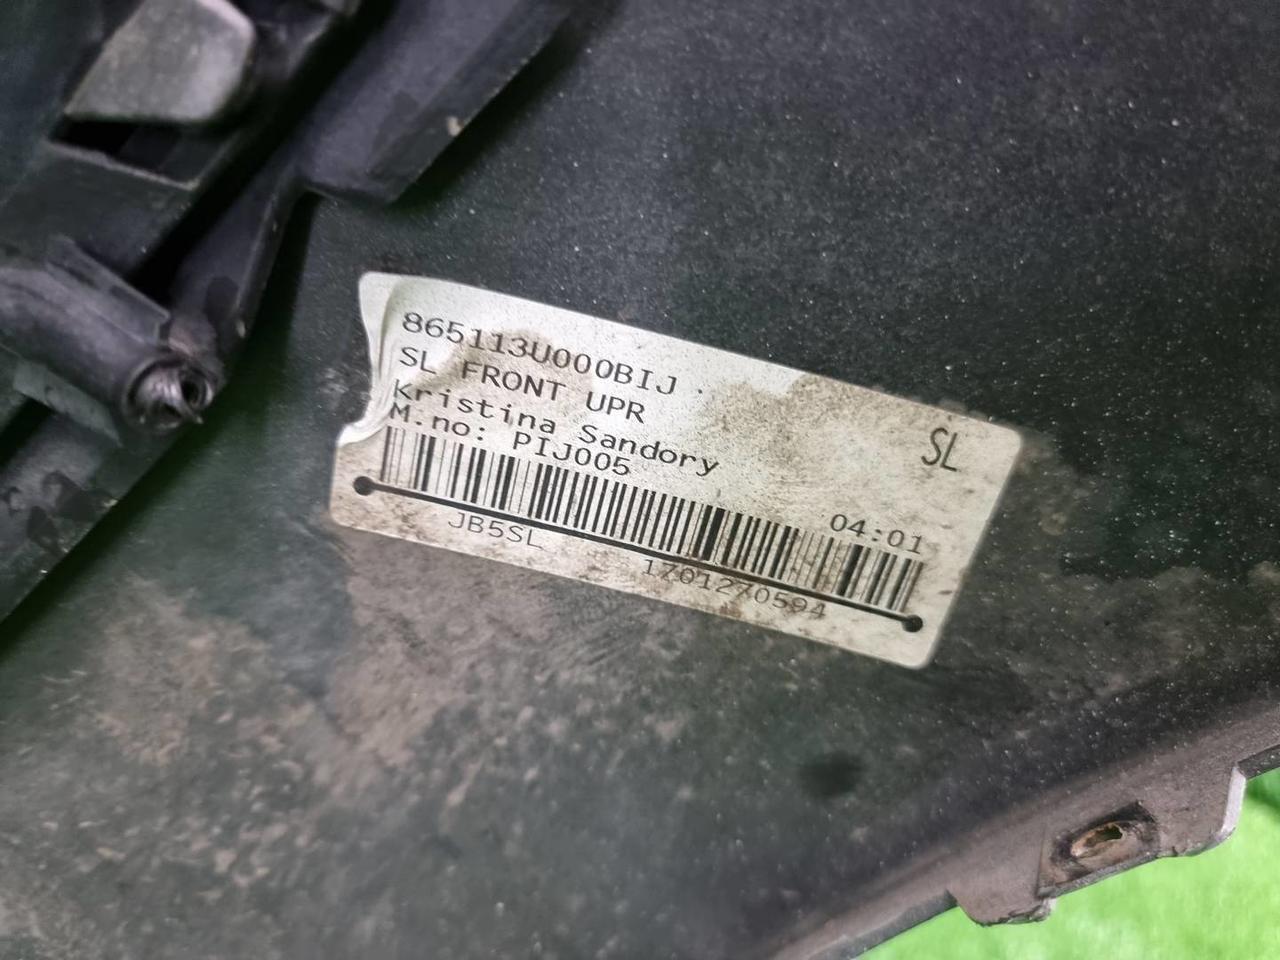 865113U000BIJ
SL FRONT UPR
Kristina Sandory
M.no: PIJ005
SL
04:01
JB5SL 1701270594